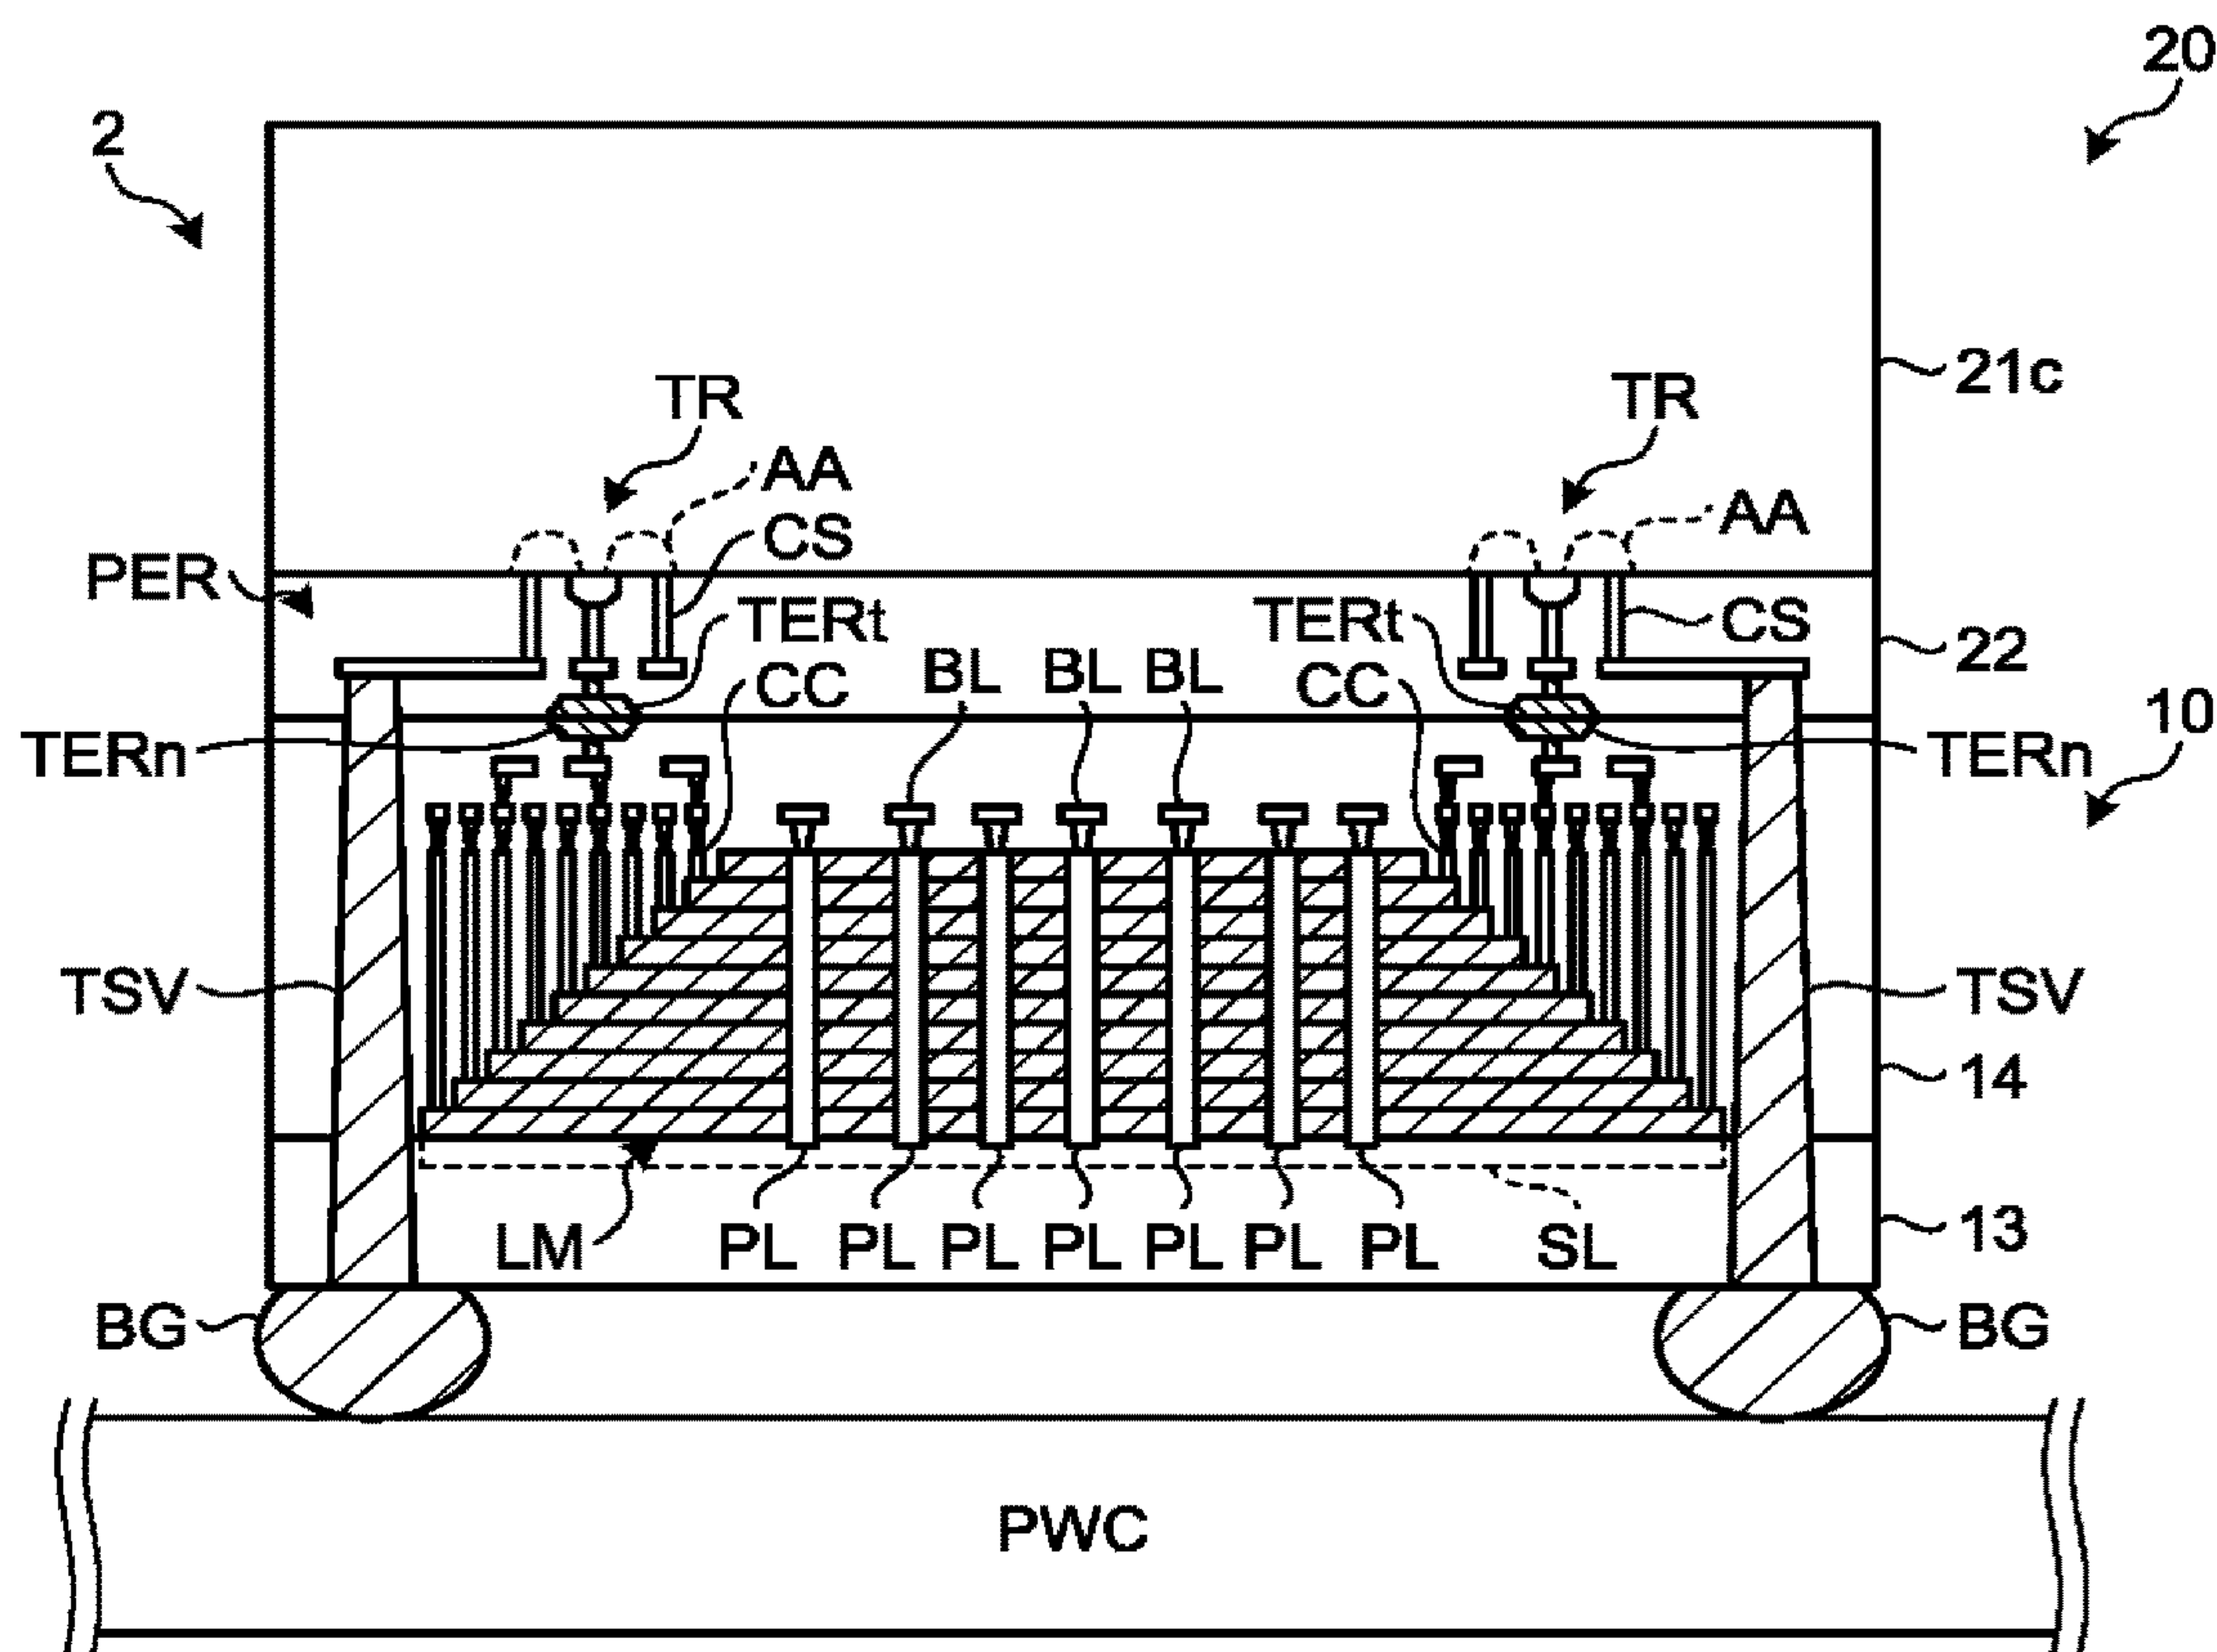 20
2
21c
TR TR
AA AA
CS
PER
TERt TERt CS
22
CC BL BL BL CC
10
TERn TERn
TSV TSV
14
13
LM PL PL PL PL PL PL PL SL
BG BG
PWC